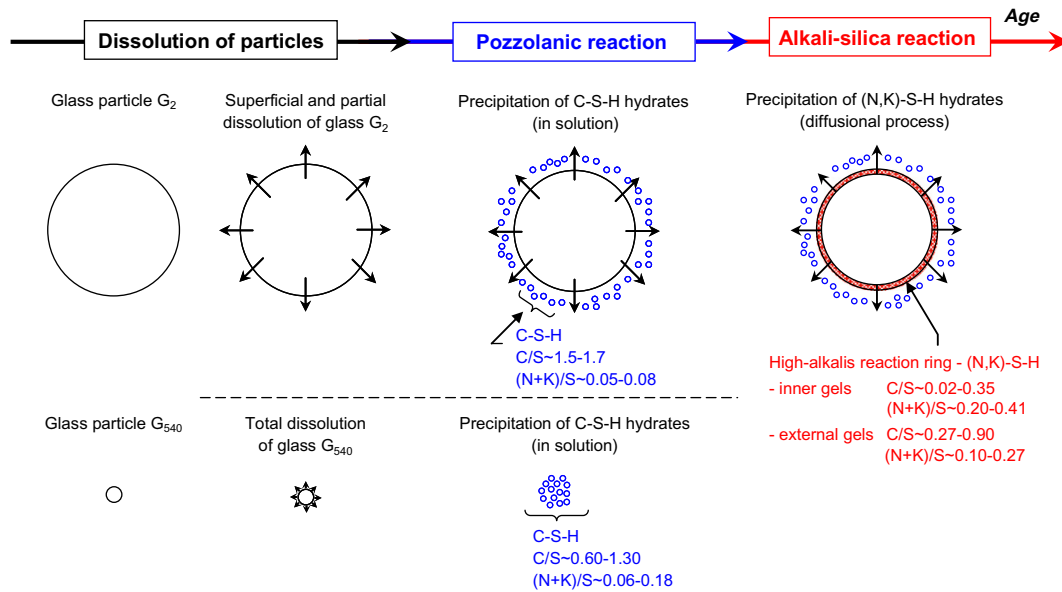 Age
Dissolution of particles
Pozzolanic reaction
Alkali-silica reaction
Glass particle G2
Superficial and partial
dissolution of glass G2
Precipitation of C-S-H hydrates
(in solution)
Precipitation of (N,K)-S-H hydrates
(diffusional process)
C-S-H
C/S~1.5-1.7
(N+K)/S~0.05-0.08
High-alkalis reaction ring - (N,K)-S-H
- inner gels C/S~0.02-0.35
(N+K)/S~0.20-0.41
- external gels C/S~0.27-0.90
(N+K)/S~0.10-0.27
Glass particle G540
Total dissolution
of glass G540
Precipitation of C-S-H hydrates
(in solution)
C-S-H
C/S~0.60-1.30
(N+K)/S~0.06-0.18